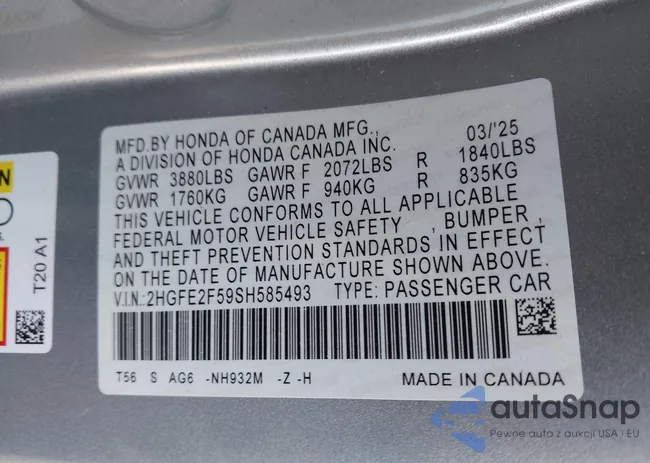 MFD.BY HONDA OF CANADA MFG., 03/'25
A DIVISION OF HONDA CANADA INC.
GVWR 3880LBS GAWR F 2072LBS R 1840LBS
GVWR 1760KG GAWR F 940KG R 835KG
THIS VEHICLE CONFORMS TO ALL APPLICABLE
FEDERAL MOTOR VEHICLE SAFETY , BUMPER ,
AND THEFT PREVENTION STANDARDS IN EFFECT
ON THE DATE OF MANUFACTURE SHOWN ABOVE.
V.I.N.: 2HGFE2F59SH585493 TYPE: PASSENGER CAR
T56 S AG6 -NH932M -Z -H MADE IN CANADA
T20 A1
autaSnap
Pewne auta z aukcji USA i EU